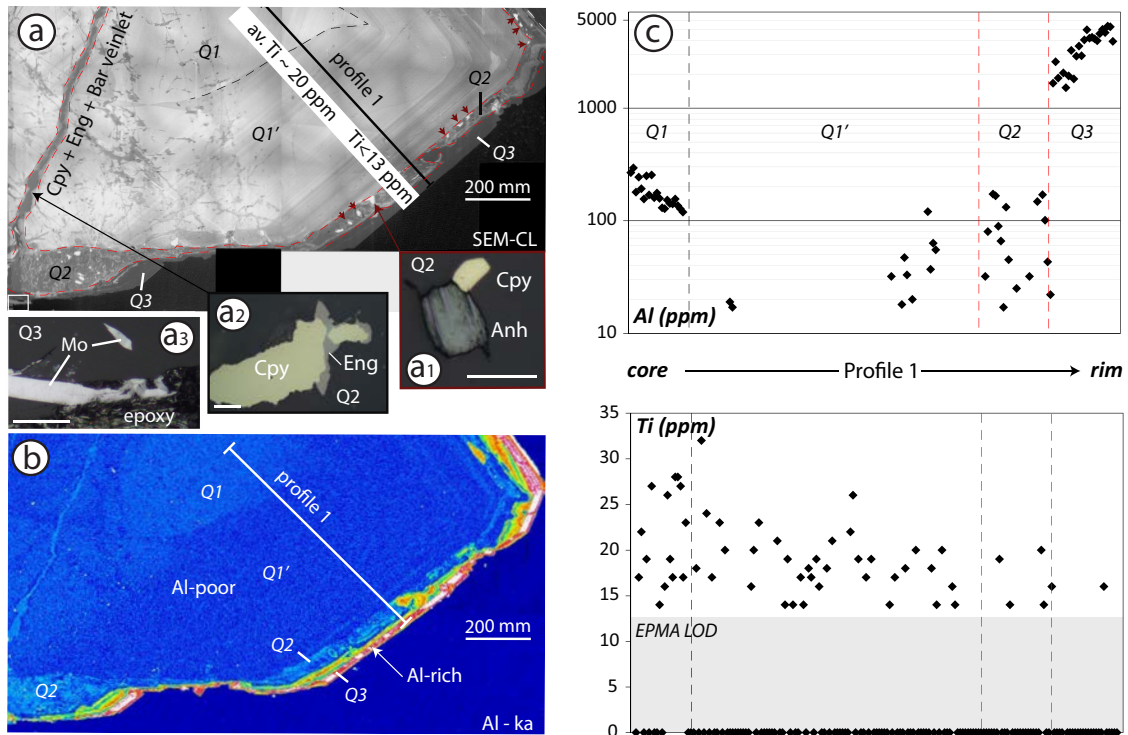 a
Q1
Cpy + Eng + Bar veinlet
av. Ti ~ 20 ppm
Ti<13 ppm
profile 1
Q1'
Q2
Q3
200 mm
SEM-CL
Q2
Q3
a1
Q2
Cpy
Anh
a2
Cpy
Eng
Q2
a3
Q3
Mo
epoxy
b
Q1
profile 1
Q1'
Al-poor
200 mm
Q2
Al-rich
Q3
Q2
Al - ka
c
5000
1000
100
10
Q1
Q1'
Q2
Q3
Al (ppm)
core
Profile 1
rim
Ti (ppm)
35
30
25
20
15
10
5
0
EPMA LOD